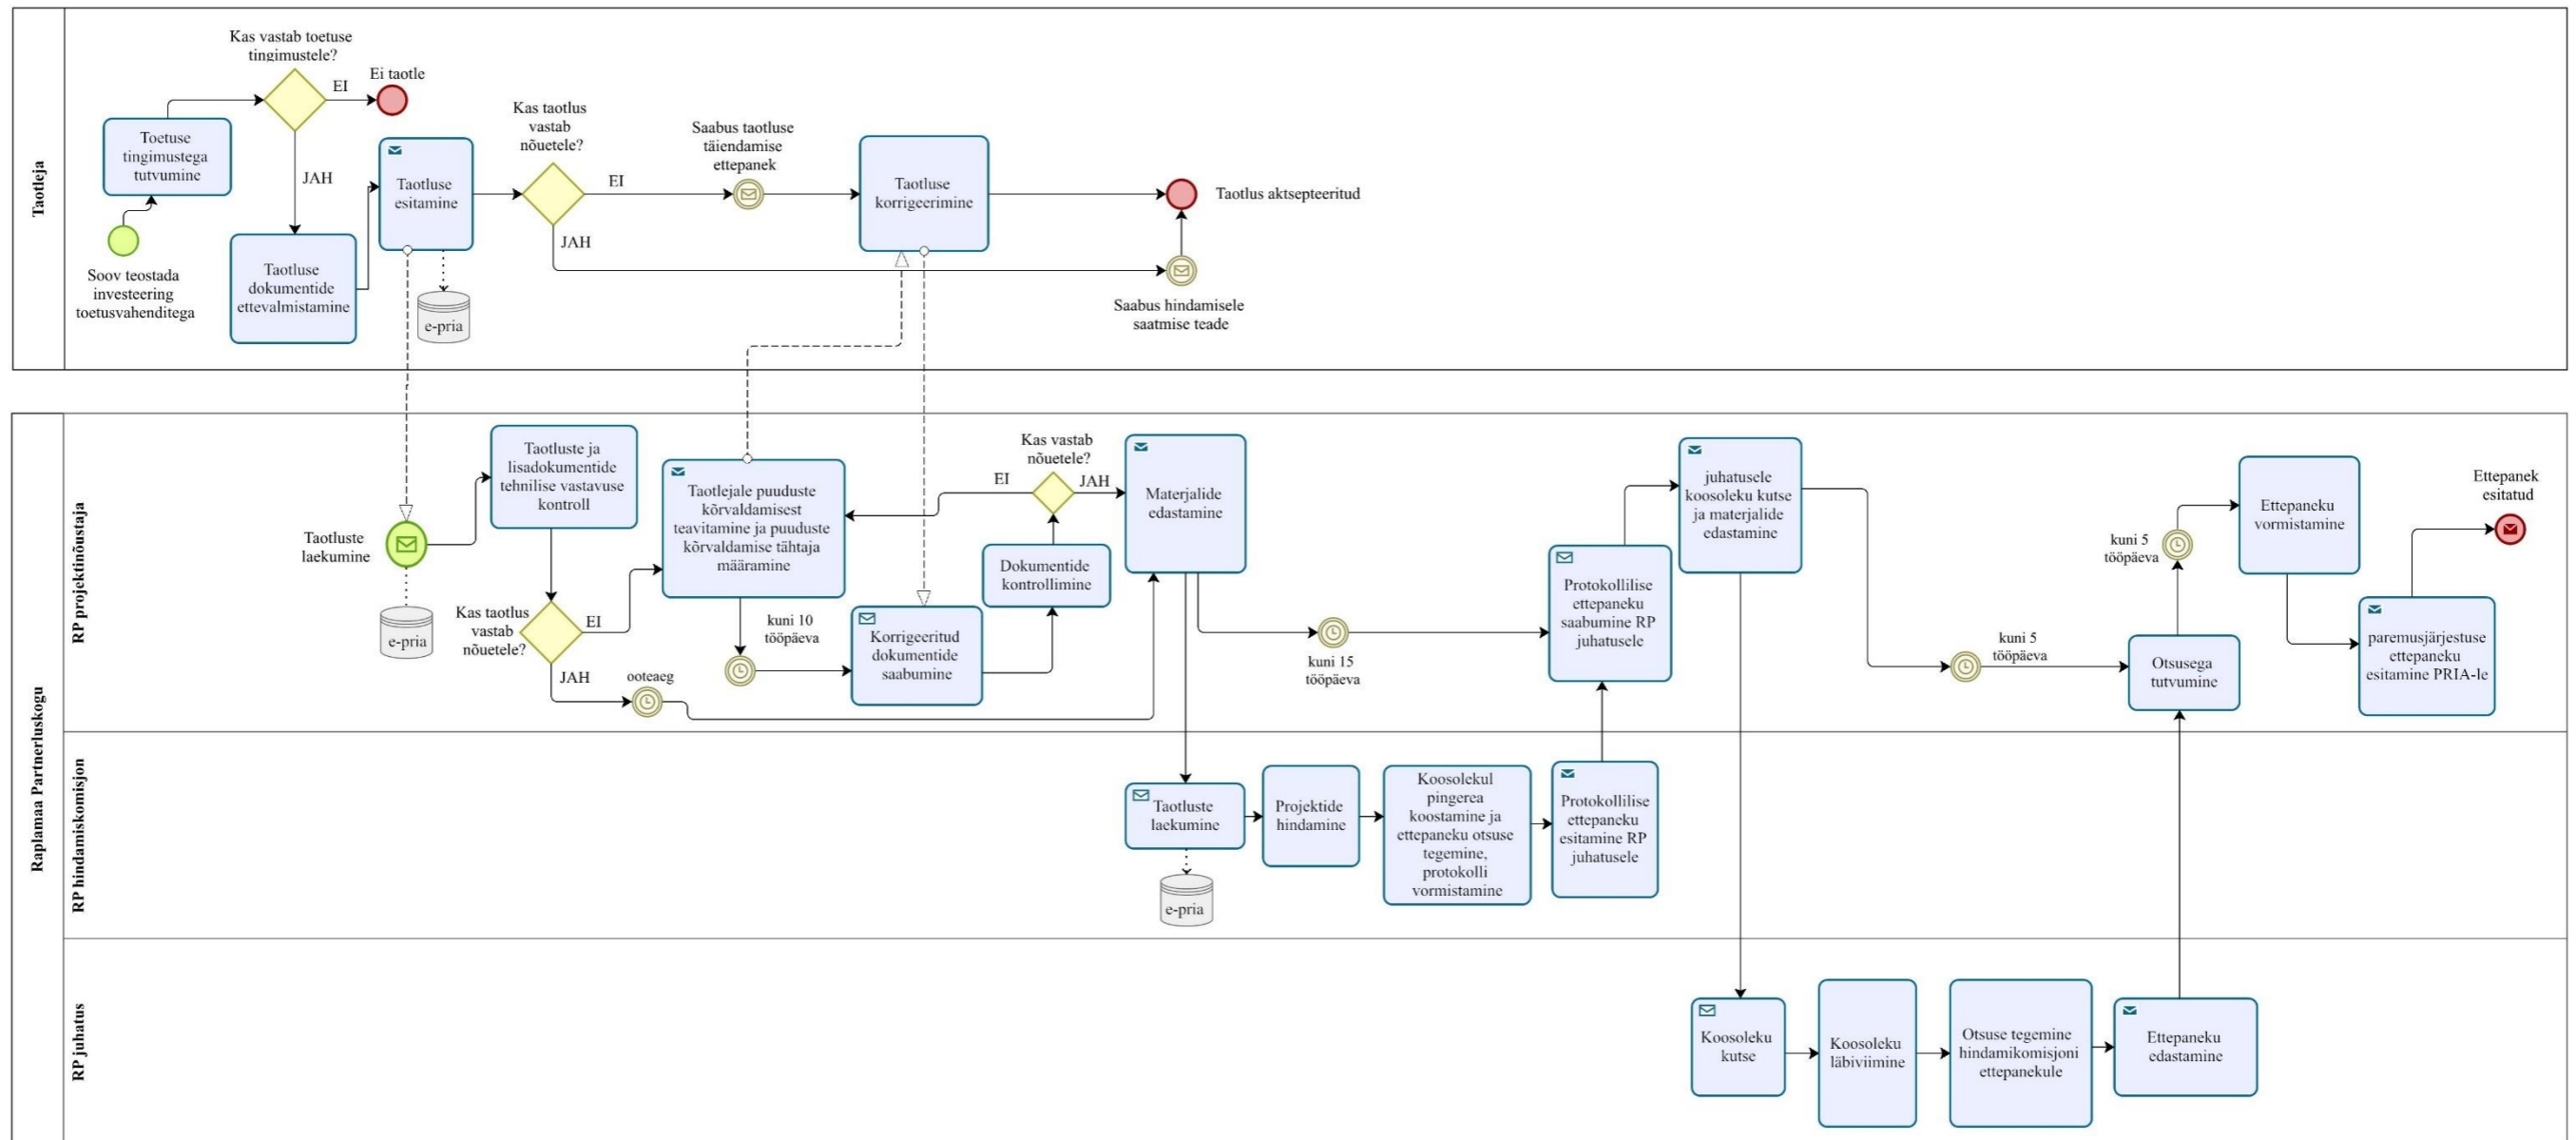 Taotleja
Kas vastab toetuse
tingimustele?
EI
Ei taotle
JAH
Toetuse
tingimustega
tutvumine
Soov teostada
investeering
toetusvahenditega
Taotluse
dokumentide
ettevalmistamine
Taotluse
esitamine
e-pria
Kas taotlus
vastab
nõuetele?
EI
JAH
Saabus taotluse
täiendamise
ettepanek
Taotluse
korrigeerimine
Taotlus aktsepteeritud
Saabus hindamisele
saatmise teade
Raplamaa Partnerluskogu
RP projektinõustaja
Taotluste
laekumine
e-pria
Taotluste ja
lisadokumentide
tehnilise vastavuse
kontroll
Kas taotlus
vastab
nõuetele?
EI
JAH
ooteaeg
Taotlejale puuduste
kõrvaldamisest
teavitamine ja puuduste
kõrvaldamise tähtaja
määramine
kuni 10
tööpäeva
Korrigeeritud
dokumentide
saabumine
Dokumentide
kontrollimine
Kas vastab
nõuetele?
EI
JAH
Materjalide
edastamine
kuni 15
tööpäeva
Protokollilise
ettepaneku
saabumine RP
juhatusele
juhatusele
koosoleku kutse
ja materjalide
edastamine
kuni 5
tööpäeva
Otsusega
tutvumine
kuni 5
tööpäeva
Ettepaneku
vormistamine
paremusjärjestuse
ettepaneku
esitamine PRIA-le
Ettepanek
esitatud
RP hindamiskomisjon
Taotluste
laekumine
e-pria
Projektide
hindamine
Koosolekul
pingerea
koostamine ja
ettepaneku otsuse
tegemine,
protokolli
vormistamine
Protokollilise
ettepaneku
esitamine RP
juhatusele
RP juhatus
Koosoleku
kutse
Koosoleku
läbiviimine
Otsuse tegemine
hindamikomisjoni
ettepanekule
Ettepaneku
edastamine